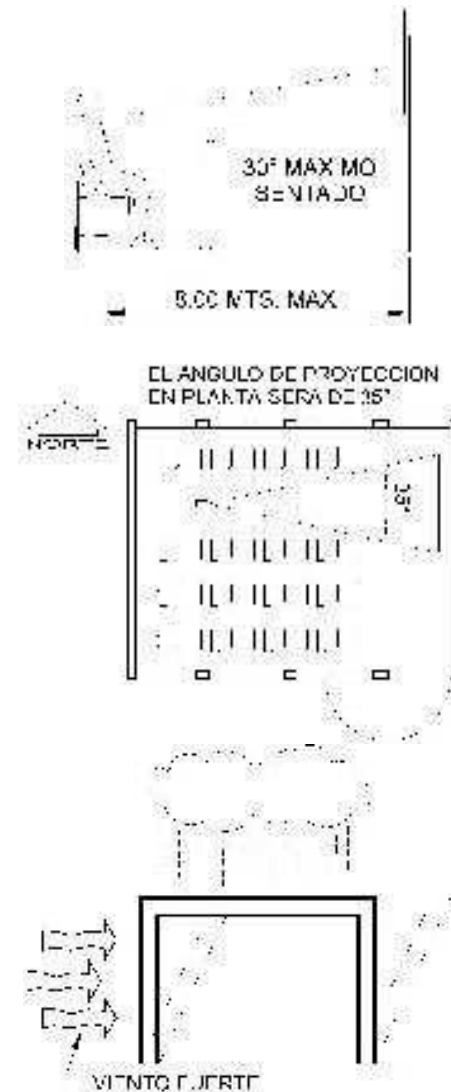 30° MAXIMO
SENTADO
8.00 MTS. MAX
EL ANGULO DE PROYECCION
EN PLANTA SERA DE 35°
NORTE
35°
VIENTO FUERTE